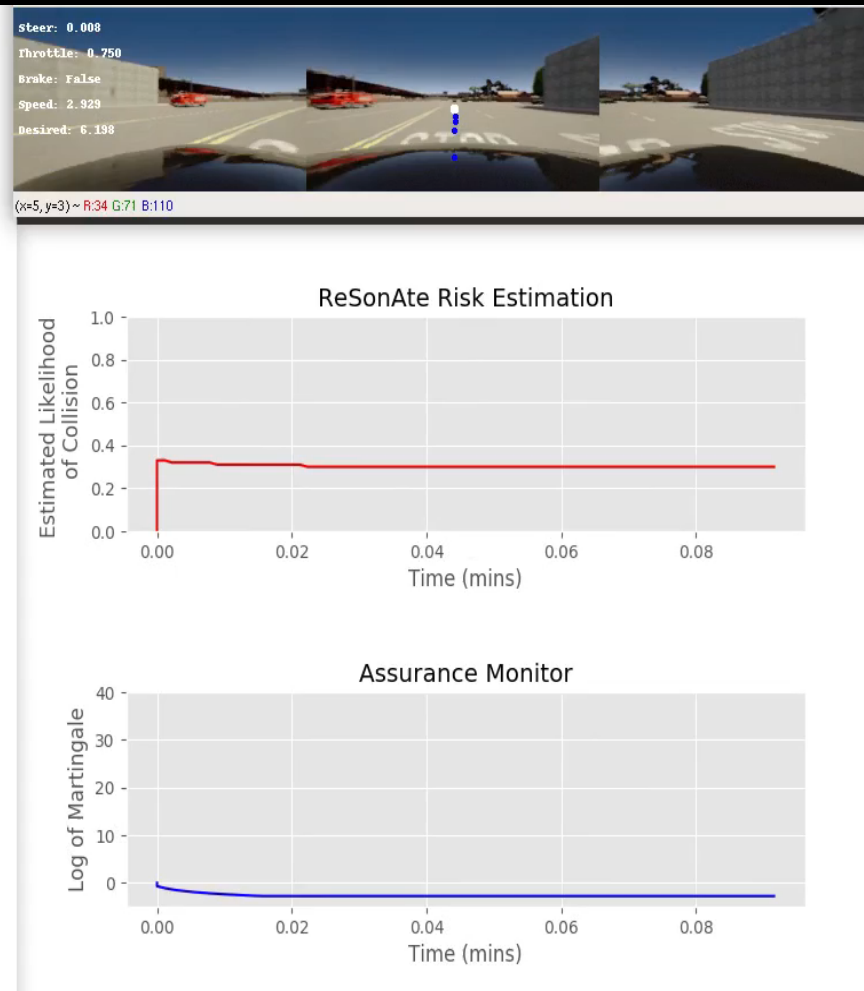 Steer: 0.008
Throttle: 0.750
Brake: False
Speed: 2.929
Desired: 6.198
STOP
(x=5, y=3) ~ R:34 G:71 B:110
ReSonAte Risk Estimation
Estimated Likelihood
of Collision
1.0
0.8
0.6
0.4
0.2
0.0
0.00 0.02 0.04 0.06 0.08
Time (mins)
Assurance Monitor
Log of Martingale
40
30
20
10
0
0.00 0.02 0.04 0.06 0.08
Time (mins)